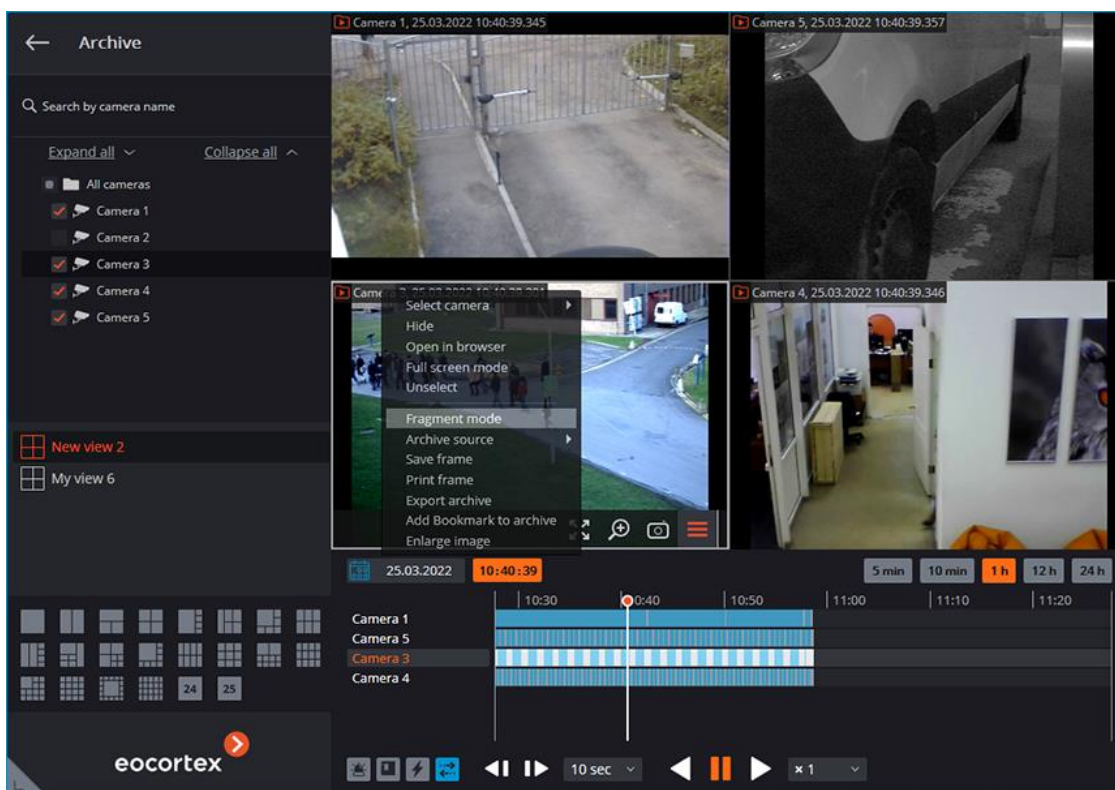 Archive
Search by camera name
Expand all
Collapse all
All cameras
Camera 1
Camera 2
Camera 3
Camera 4
Camera 5
New view 2
My view 6
24
25
eocortex
Camera 1, 25.03.2022 10:40:39.345
Camera 5, 25.03.2022 10:40:39.357
Camera 4, 25.03.2022 10:40:39.346
Select camera
Hide
Open in browser
Full screen mode
Unselect
Fragment mode
Archive source
Save frame
Print frame
Export archive
Add Bookmark to archive
Enlarge image
25.03.2022
10:40:39
5 min
10 min
1 h
12 h
24 h
10:30
10:40
10:50
11:00
11:10
11:20
Camera 1
Camera 5
Camera 3
Camera 4
10 sec
× 1